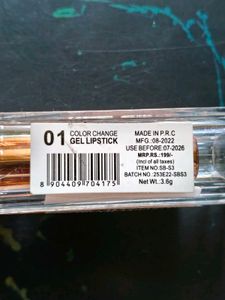 01
COLOR CHANGE
GEL LIPSTICK
8 904409 704175
MADE IN P.R.C
MFG.:08-2022
USE BEFORE:07-2026
MRP.RS.:199/-
(Incl of all taxes)
ITEM NO.:SB-S3
BATCH NO.:253E22-SBS3
Net Wt.:3.6g